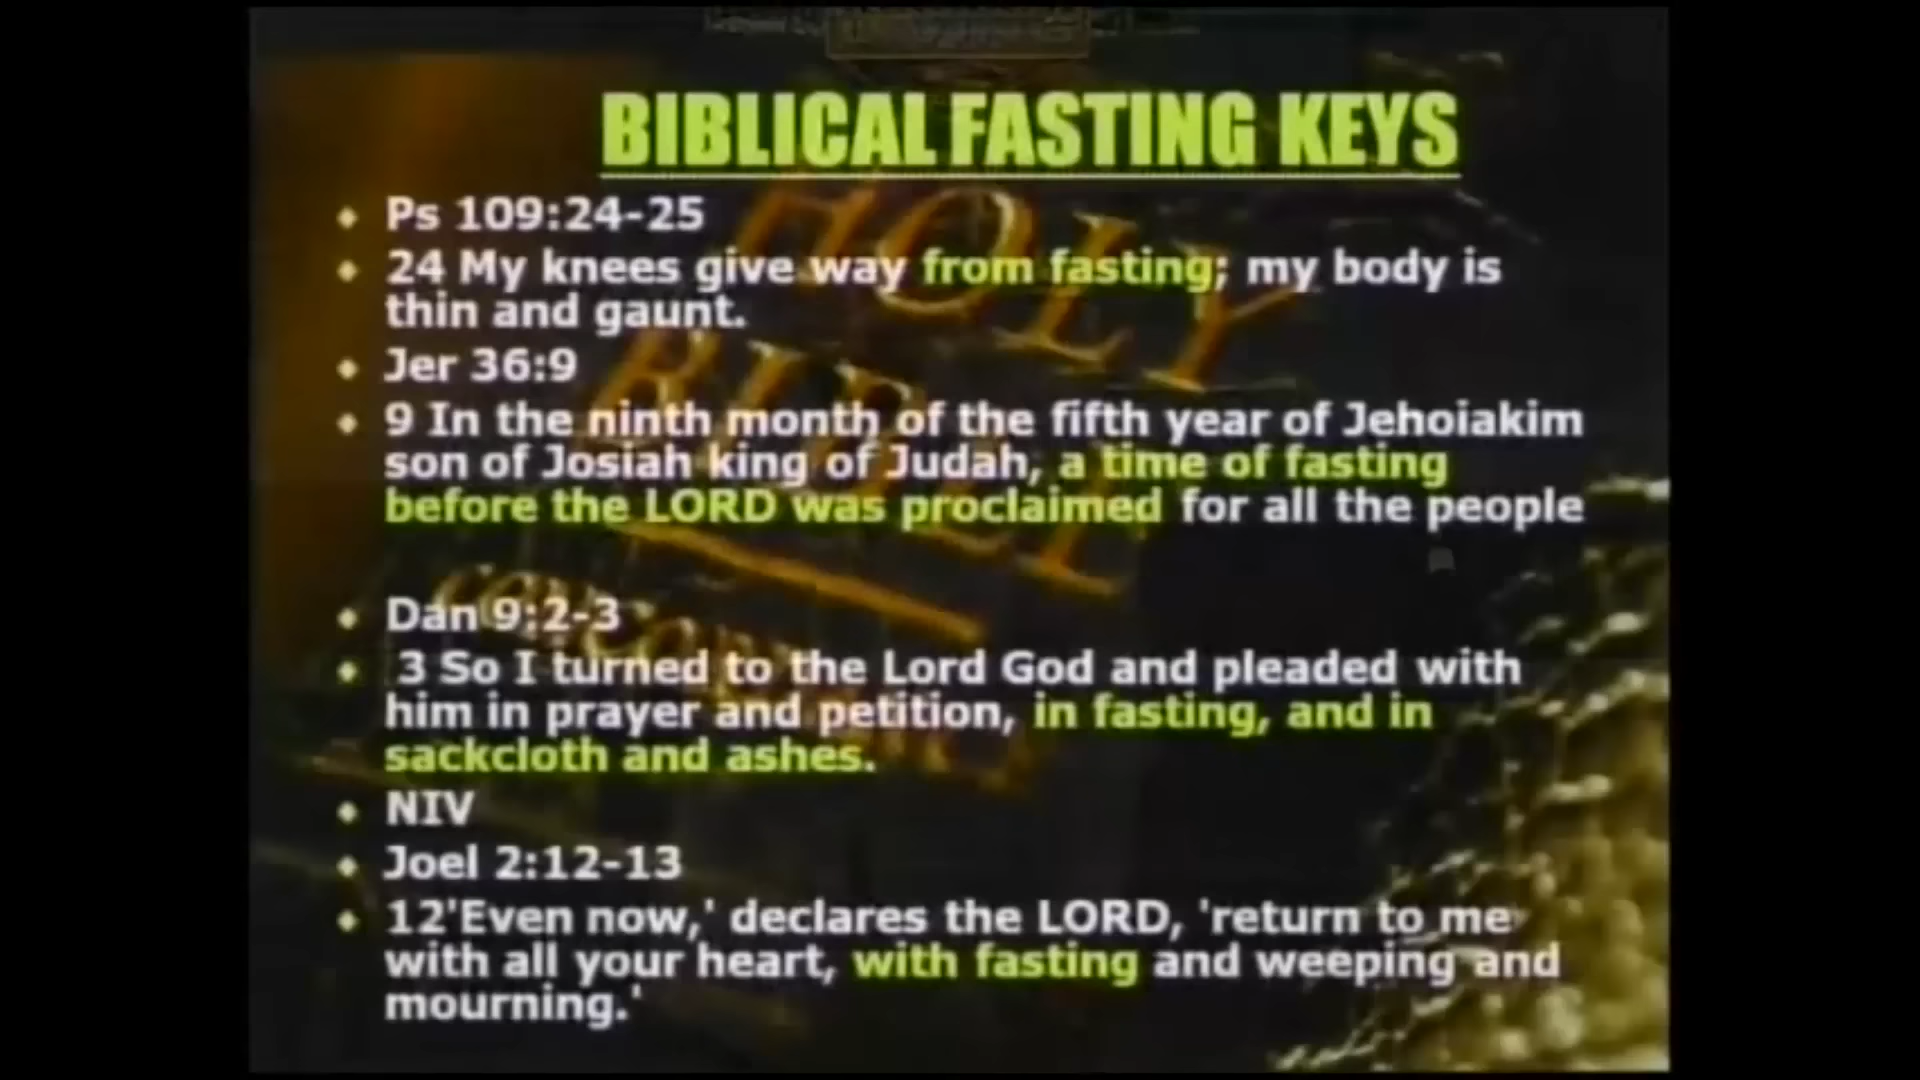 BIBLICAL FASTING KEYS
Ps 109:24-25
24 My knees give way from fasting; my body is
thin and gaunt.
Jer 36:9
9 In the ninth month of the fifth year of Jehoiakim
son of Josiah king of Judah, a time of fasting
before the LORD was proclaimed for all the people
Dan 9:2-3
3 So I turned to the Lord God and pleaded with
him in prayer and petition, in fasting, and in
sackcloth and ashes.
NIV
Joel 2:12-13
12'Even now,' declares the LORD, 'return to me
with all your heart, with fasting and weeping and
mourning.'
HOLY
BIBLE